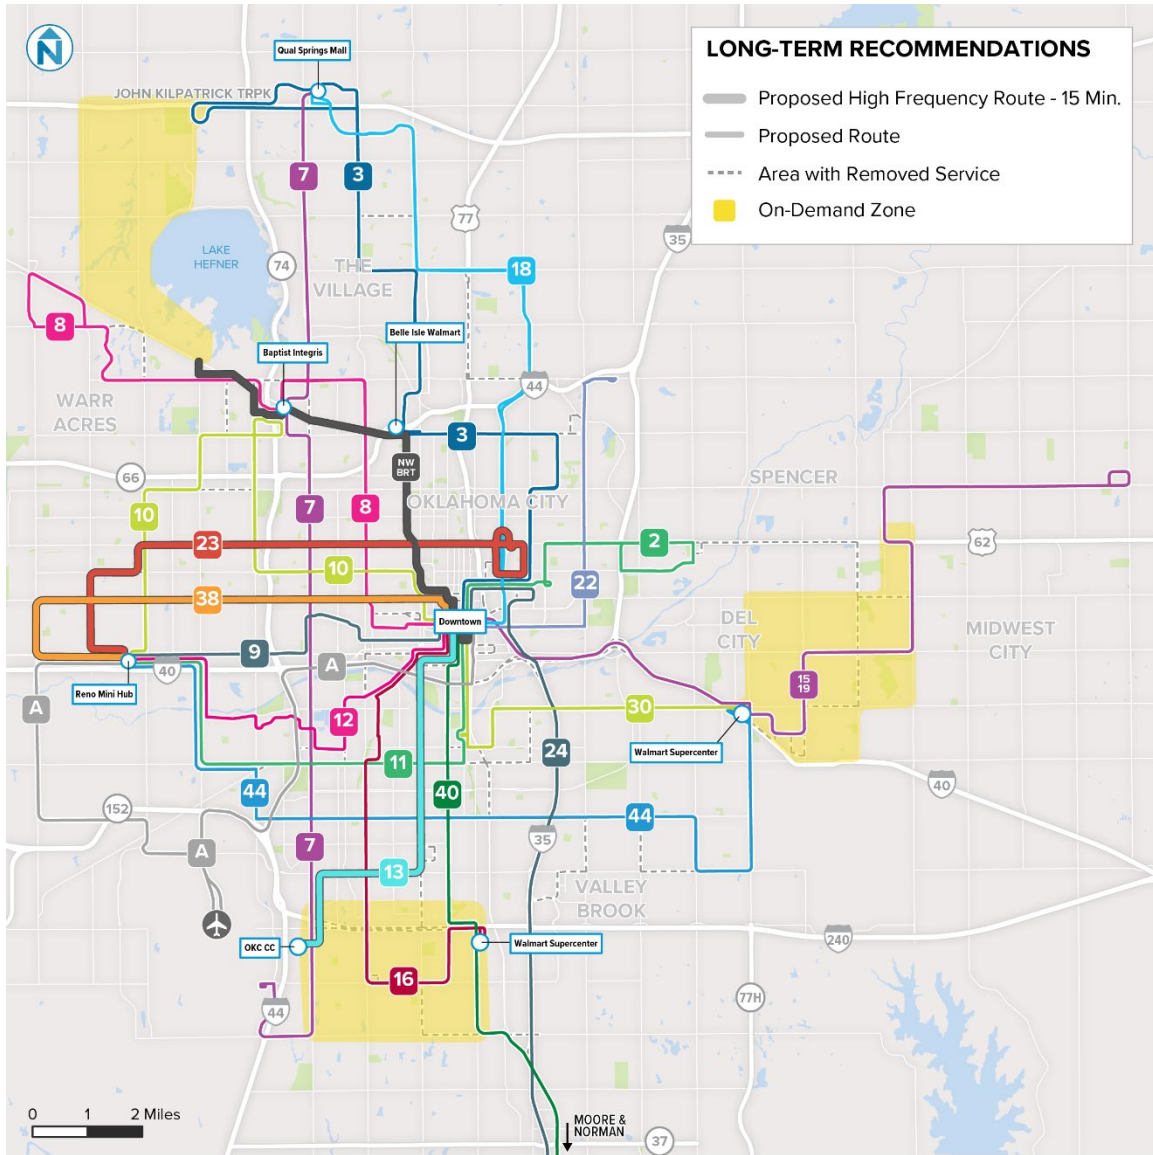 N
Qual Springs Mall
LONG-TERM RECOMMENDATIONS
Proposed High Frequency Route - 15 Min.
Proposed Route
Area with Removed Service
On-Demand Zone
JOHN KILPATRICK TRPK
7
3
77
35
LAKE
HEFNER
74
THE
VILLAGE
18
8
Belle Isle Walmart
Baptist Integris
44
WARR
ACRES
3
NW
BRT
66
SPENCER
OKLAHOMA CITY
7
8
10
23
2
62
10
22
38
Downtown
DEL
CITY
MIDWEST
CITY
9
A
40
Reno Mini Hub
15
19
A
12
30
Walmart Supercenter
24
11
44
40
40
152
44
35
7
A
13
VALLEY
BROOK
OKC CC
Walmart Supercenter
240
16
77H
44
0 1 2 Miles
MOORE &
NORMAN
37